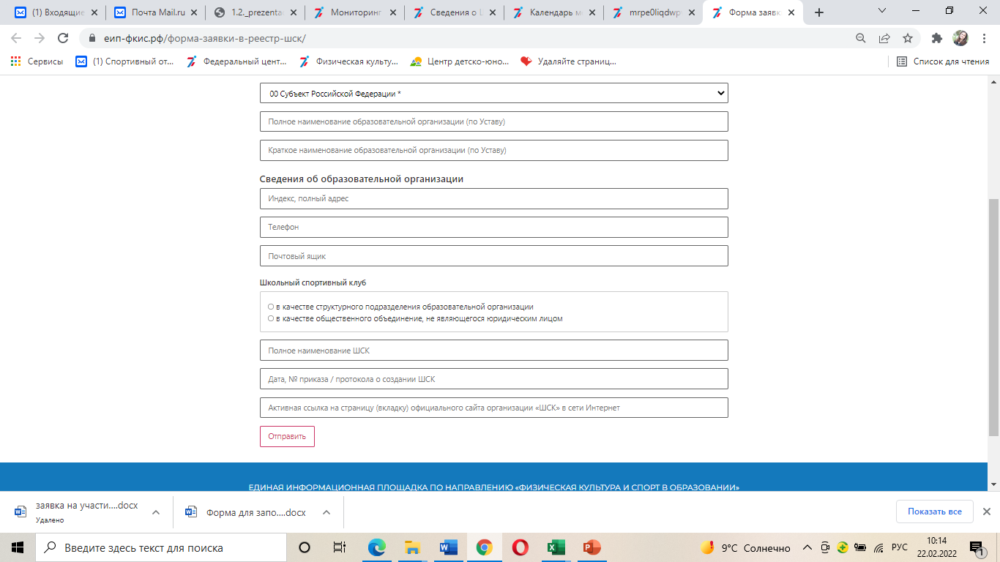 (1) Входящие
Почта Mail.ru
1.2._prezenta
Мониторинг
Сведения о Ц
Календарь м
mrpe0liqdwp
Форма заявк
еип-фкис.рф/форма-заявки-в-реестр-шск/
Сервисы
(1) Спортивный от...
Федеральный цент...
Физическая культу...
Центр детско-юно...
Удаляйте страниц...
Список для чтения
00 Субъект Российской Федерации *
Полное наименование образовательной организации (по Уставу)
Краткое наименование образовательной организации (по Уставу)
Сведения об образовательной организации
Индекс, полный адрес
Телефон
Почтовый ящик
Школьный спортивный клуб
в качестве структурного подразделения образовательной организации
в качестве общественного объединение, не являющегося юридическим лицом
Полное наименование ШСК
Дата, № приказа / протокола о создании ШСК
Активная ссылка на страницу (вкладку) официального сайта организации «ШСК» в сети Интернет
Отправить
ЕДИНАЯ ИНФОРМАЦИОННАЯ ПЛОЩАДКА ПО НАПРАВЛЕНИЮ «ФИЗИЧЕСКАЯ КУЛЬТУРА И СПОРТ В ОБРАЗОВАНИИ»
заявка на участи....docx
Удалено
Форма для запо....docx
Показать все
Введите здесь текст для поиска
9°C Солнечно
РУС
10:14
22.02.2022
1